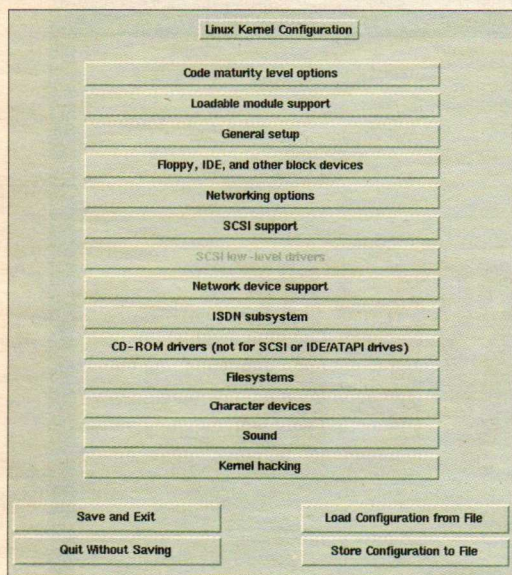 Linux Kernel Configuration
Code maturity level options
Loadable module support
General setup
Floppy, IDE, and other block devices
Networking options
SCSI support
SCSI low-level drivers
Network device support
ISDN subsystem
CD-ROM drivers (not for SCSI or IDE/ATAPI drives)
Filesystems
Character devices
Sound
Kernel hacking
Save and Exit
Load Configuration from File
Quit Without Saving
Store Configuration to File